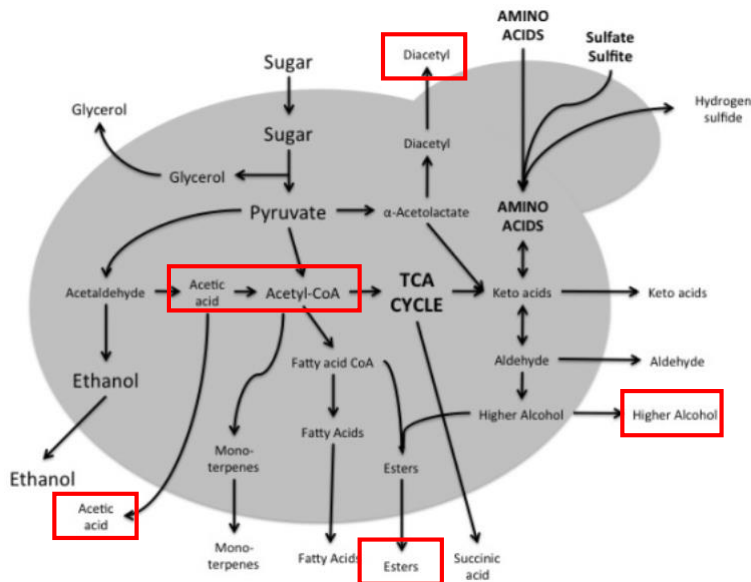 AMINO
ACIDS
Sulfate
Sulfite
Diacetyl
Sugar
Glycerol
Hydrogen
sulfide
Sugar
Diacetyl
Glycerol
Pyruvate
α-Acetolactate
AMINO
ACIDS
Acetaldehyde
Acetic
acid
Acetyl-CoA
TCA
CYCLE
Keto acids
Keto acids
Fatty acid CoA
Aldehyde
Aldehyde
Ethanol
Higher Alcohol
Higher Alcohol
Fatty Acids
Mono-
terpenes
Esters
Ethanol
Acetic
acid
Mono-
terpenes
Fatty Acids
Esters
Succinic
acid